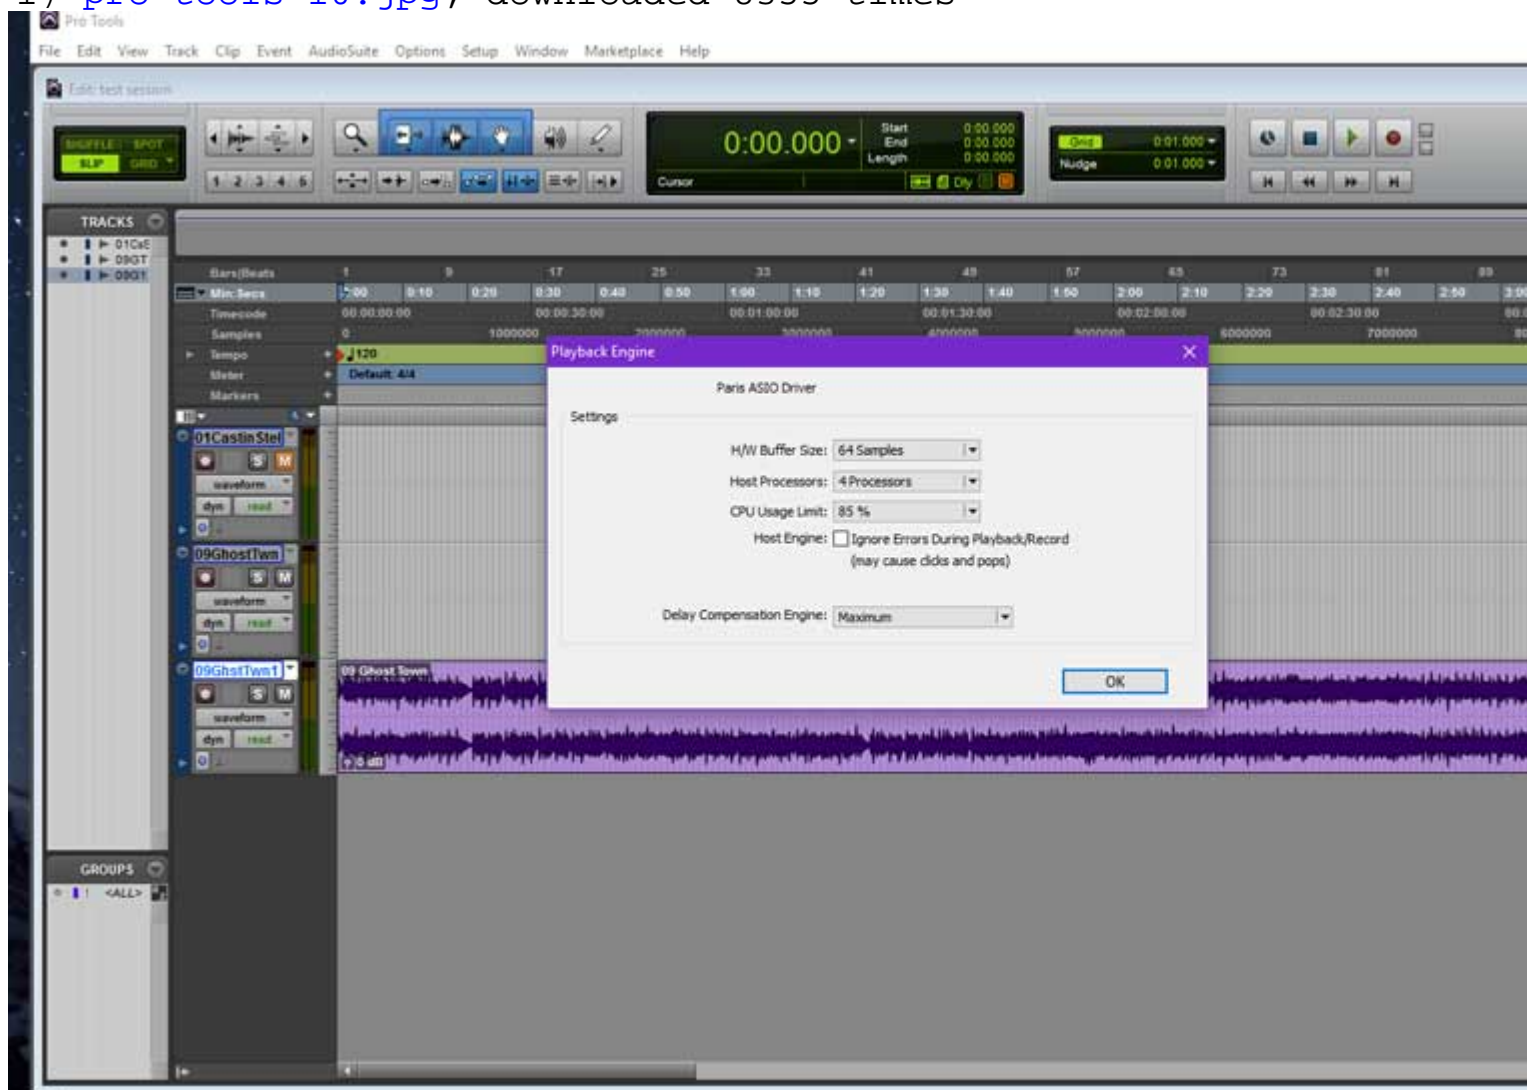 Pro Tools
File Edit View Track Clip Event AudioSuite Options Setup Window Marketplace Help
Edit: test session
SHUFFLE SPOT
SLIP GRID
1 2 3 4 5
0:00.000
Start 0:00.000
End 0:00.000
Length 0:00.000
Cursor
Dly
Grid 0:01.000
Nudge 0:01.000
TRACKS
01CaS
09GT
09GT
Bars|Beats 1 9 17 25 33 41 49 57 65 73 81 89
Min:Secs 0:00 0:10 0:20 0:30 0:40 0:50 1:00 1:10 1:20 1:30 1:40 1:50 2:00 2:10 2:20 2:30 2:40 2:50 3:00
Timecode 00:00:00:00 00:00:30:00 00:01:00:00 00:01:30:00 00:02:00:00 00:02:30:00
Samples 0 1000000 2000000 3000000 4000000 5000000 6000000 7000000
Tempo 120
Meter Default: 4/4
Markers
Playback Engine
Paris ASIO Driver
Settings
H/W Buffer Size: 64 Samples
Host Processors: 4 Processors
CPU Usage Limit: 85 %
Host Engine: Ignore Errors During Playback/Record
(may cause clicks and pops)
Delay Compensation Engine: Maximum
OK
01CastinStel
S M
waveform
dyn read
09GhostTwn
S M
waveform
dyn read
09GhstTwn1
S M
waveform
dyn read
09 Ghost Town
0 dB
GROUPS
! <ALL>